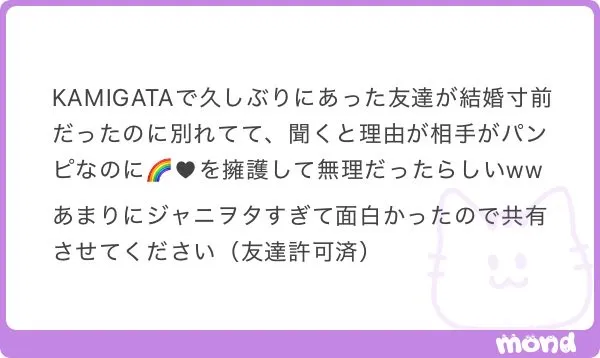 KAMIGATAで久しぶりにあった友達が結婚寸前
だったのに別れてて、聞くと理由が相手がパン
ピなのに🌈🖤を擁護して無理だったらしいww
あまりにジャニヲタすぎて面白かったので共有
させてください（友達許可済）
mond